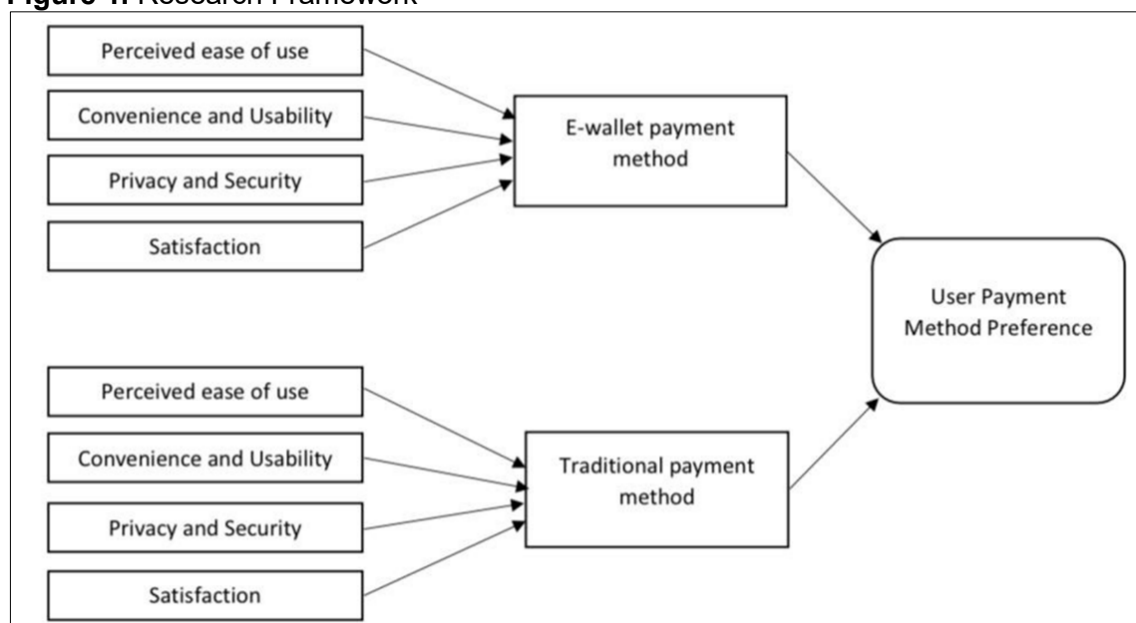 Figure 1. Research Framework
Perceived ease of use
Convenience and Usability
Privacy and Security
Satisfaction
E-wallet payment
method
User Payment
Method Preference
Perceived ease of use
Convenience and Usability
Privacy and Security
Satisfaction
Traditional payment
method